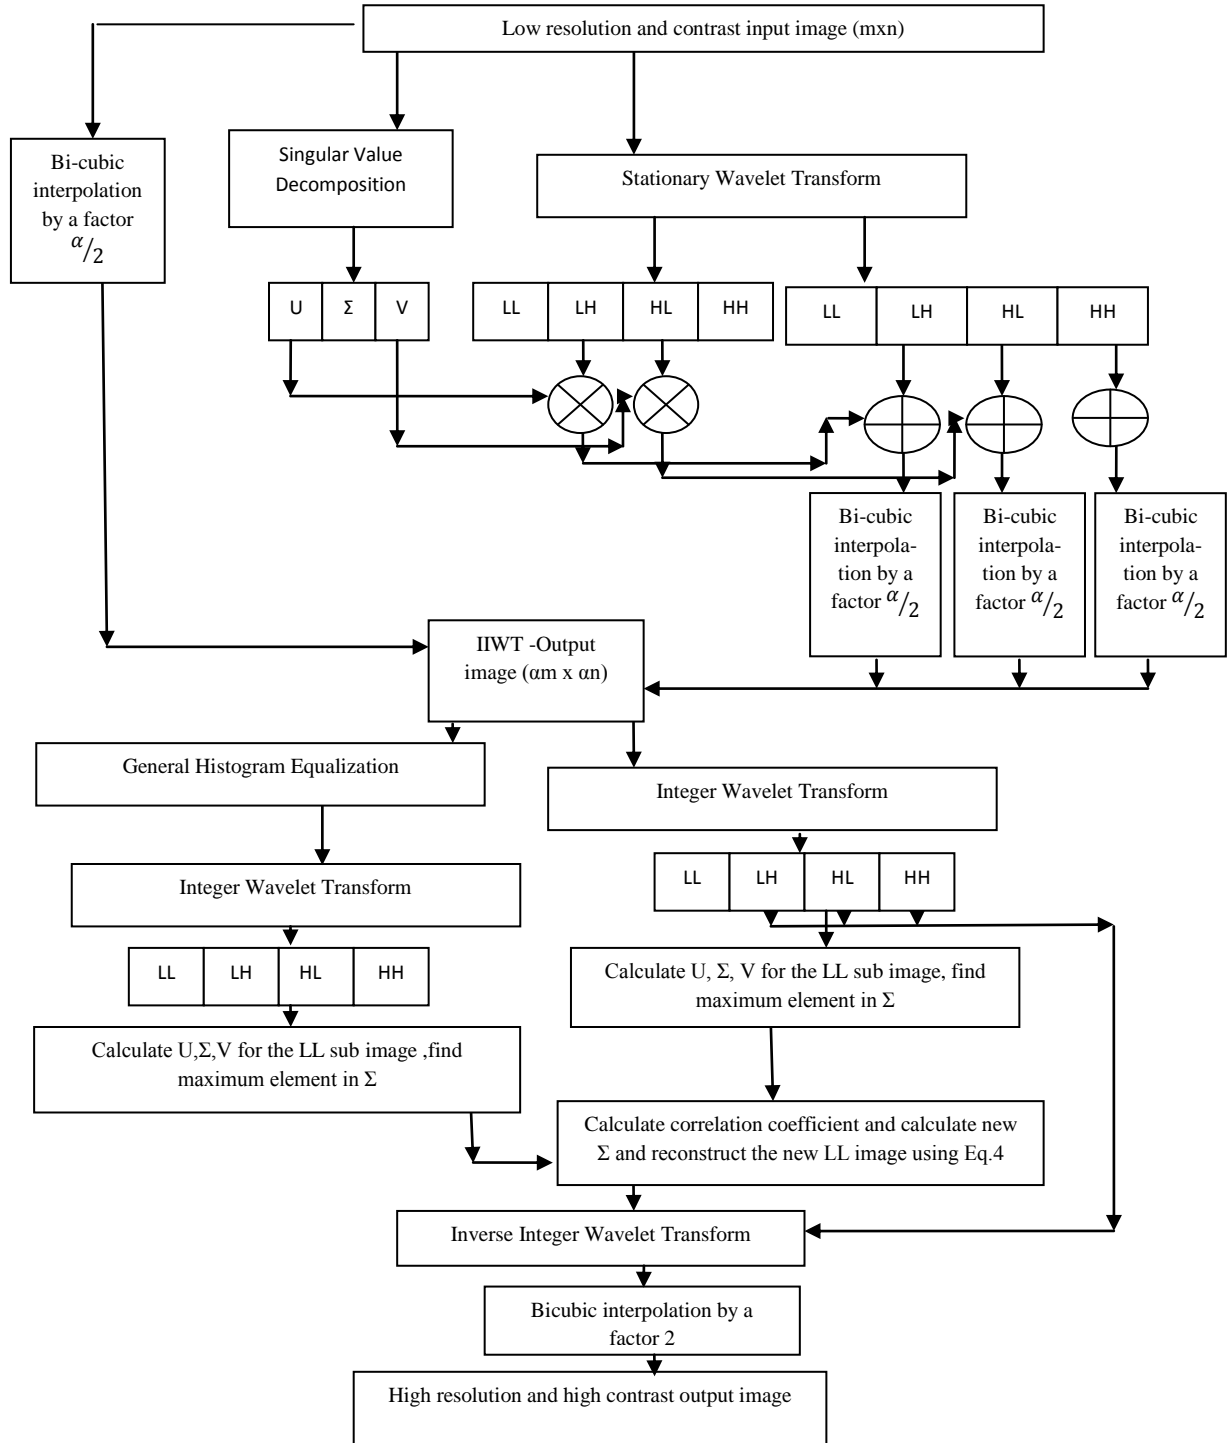 Low resolution and contrast input image (mxn)
Bi-cubic
interpolation
by a factor
α/2
Singular Value
Decomposition
Stationary Wavelet Transform
U Σ V
LL LH HL HH
LL LH HL HH
Bi-cubic
interpola-
tion by a
factor α/2
Bi-cubic
interpola-
tion by a
factor α/2
Bi-cubic
interpola-
tion by a
factor α/2
IIWT -Output
image (αm x αn)
General Histogram Equalization
Integer Wavelet Transform
LL LH HL HH
Integer Wavelet Transform
LL LH HL HH
Calculate U, Σ, V for the LL sub image, find
maximum element in Σ
Calculate U,Σ,V for the LL sub image ,find
maximum element in Σ
Calculate correlation coefficient and calculate new
Σ and reconstruct the new LL image using Eq.4
Inverse Integer Wavelet Transform
Bicubic interpolation by a
factor 2
High resolution and high contrast output image